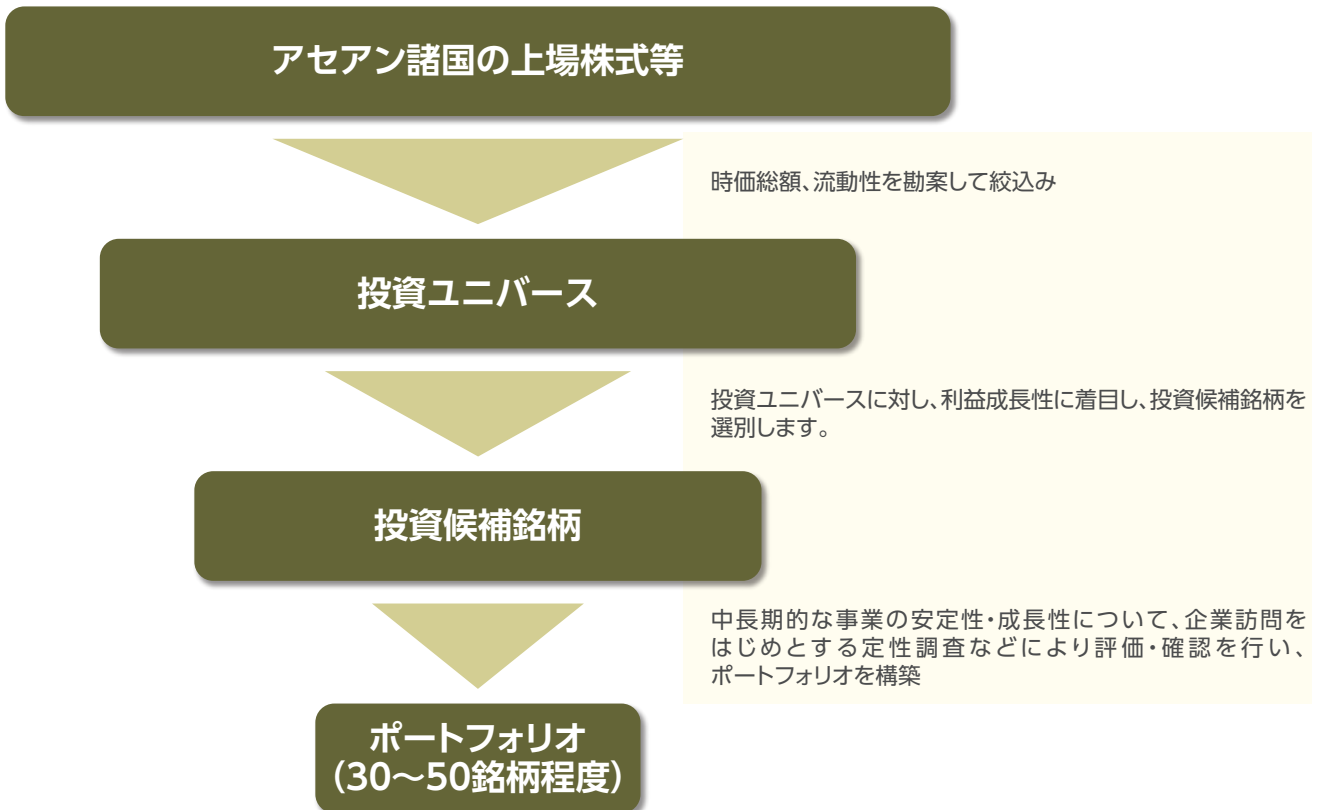 アセアン諸国の上場株式等
時価総額、流動性を勘案して絞込み
投資ユニバース
投資ユニバースに対し、利益成長性に着目し、投資候補銘柄を
選別します。
投資候補銘柄
中長期的な事業の安定性・成長性について、企業訪問を
はじめとする定性調査などにより評価・確認を行い、
ポートフォリオを構築
ポートフォリオ
(30〜50銘柄程度)